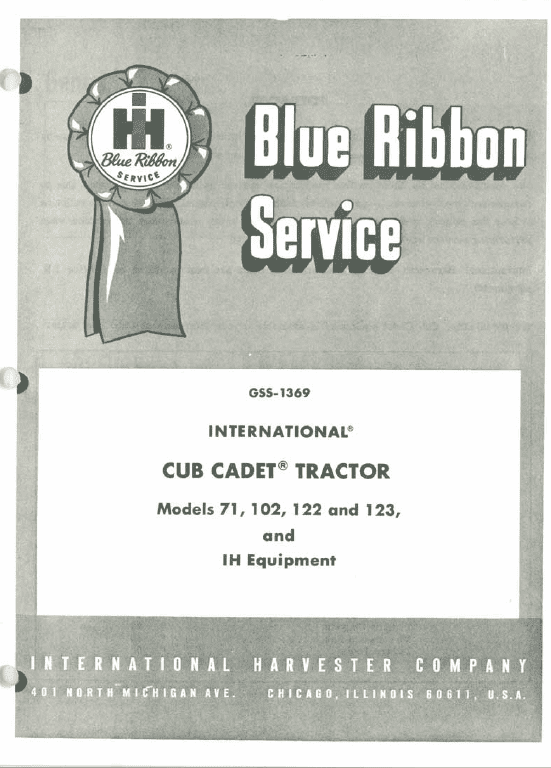 IH ®
Blue Ribbon
SERVICE
Blue Ribbon
Service
GSS-1369
INTERNATIONAL®
CUB CADET® TRACTOR
Models 71, 102, 122 and 123,
and
IH Equipment
INTERNATIONAL HARVESTER COMPANY
401 NORTH MICHIGAN AVE. CHICAGO, ILLINOIS 60611, U.S.A.